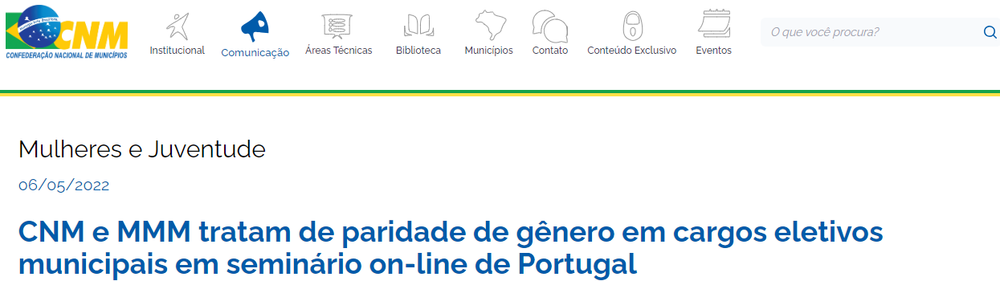 CNM
CONFEDERAÇÃO NACIONAL DE MUNICÍPIOS
Institucional
Comunicação
Áreas Técnicas
Biblioteca
Municípios
Contato
Conteúdo Exclusivo
Eventos
O que você procura?
Mulheres e Juventude
06/05/2022
CNM e MMM tratam de paridade de gênero em cargos eletivos
municipais em seminário on-line de Portugal